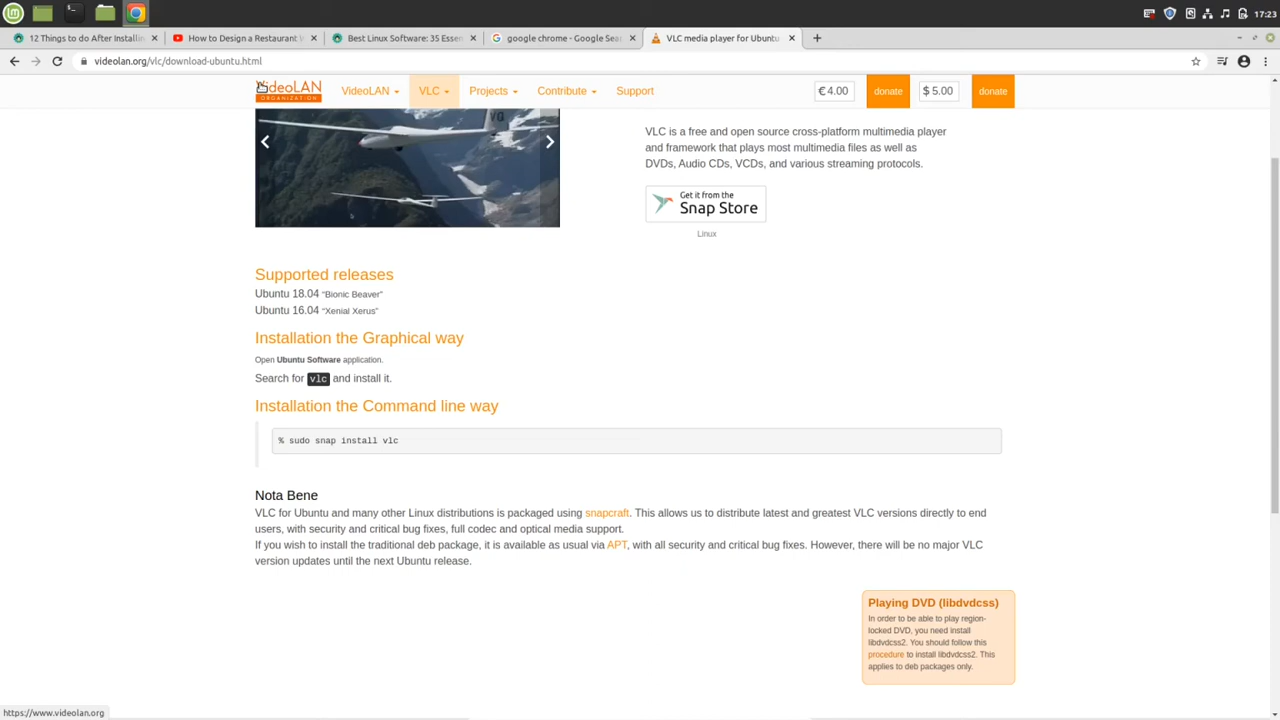 17:23
12 Things to do After Installin
How to Design a Restaurant W
Best Linux Software: 35 Essen
google chrome - Google Sea
VLC media player for Ubuntu
videolan.org/vlc/download-ubuntu.html
VideoLAN
ORGANIZATION
VideoLAN
VLC
Projects
Contribute
Support
€ 4.00
donate
$ 5.00
donate
VLC is a free and open source cross-platform multimedia player
and framework that plays most multimedia files as well as
DVDs, Audio CDs, VCDs, and various streaming protocols.
Get it from the
Snap Store
Linux
Supported releases
Ubuntu 18.04 "Bionic Beaver"
Ubuntu 16.04 "Xenial Xerus"
Installation the Graphical way
Open Ubuntu Software application.
Search for vlc and install it.
Installation the Command line way
% sudo snap install vlc
Nota Bene
VLC for Ubuntu and many other Linux distributions is packaged using snapcraft. This allows us to distribute latest and greatest VLC versions directly to end
users, with security and critical bug fixes, full codec and optical media support.
If you wish to install the traditional deb package, it is available as usual via APT, with all security and critical bug fixes. However, there will be no major VLC
version updates until the next Ubuntu release.
Playing DVD (libdvdcss)
In order to be able to play region-
locked DVD, you need install
libdvdcss2. You should follow this
procedure to install libdvdcss2. This
applies to deb packages only.
https://www.videolan.org